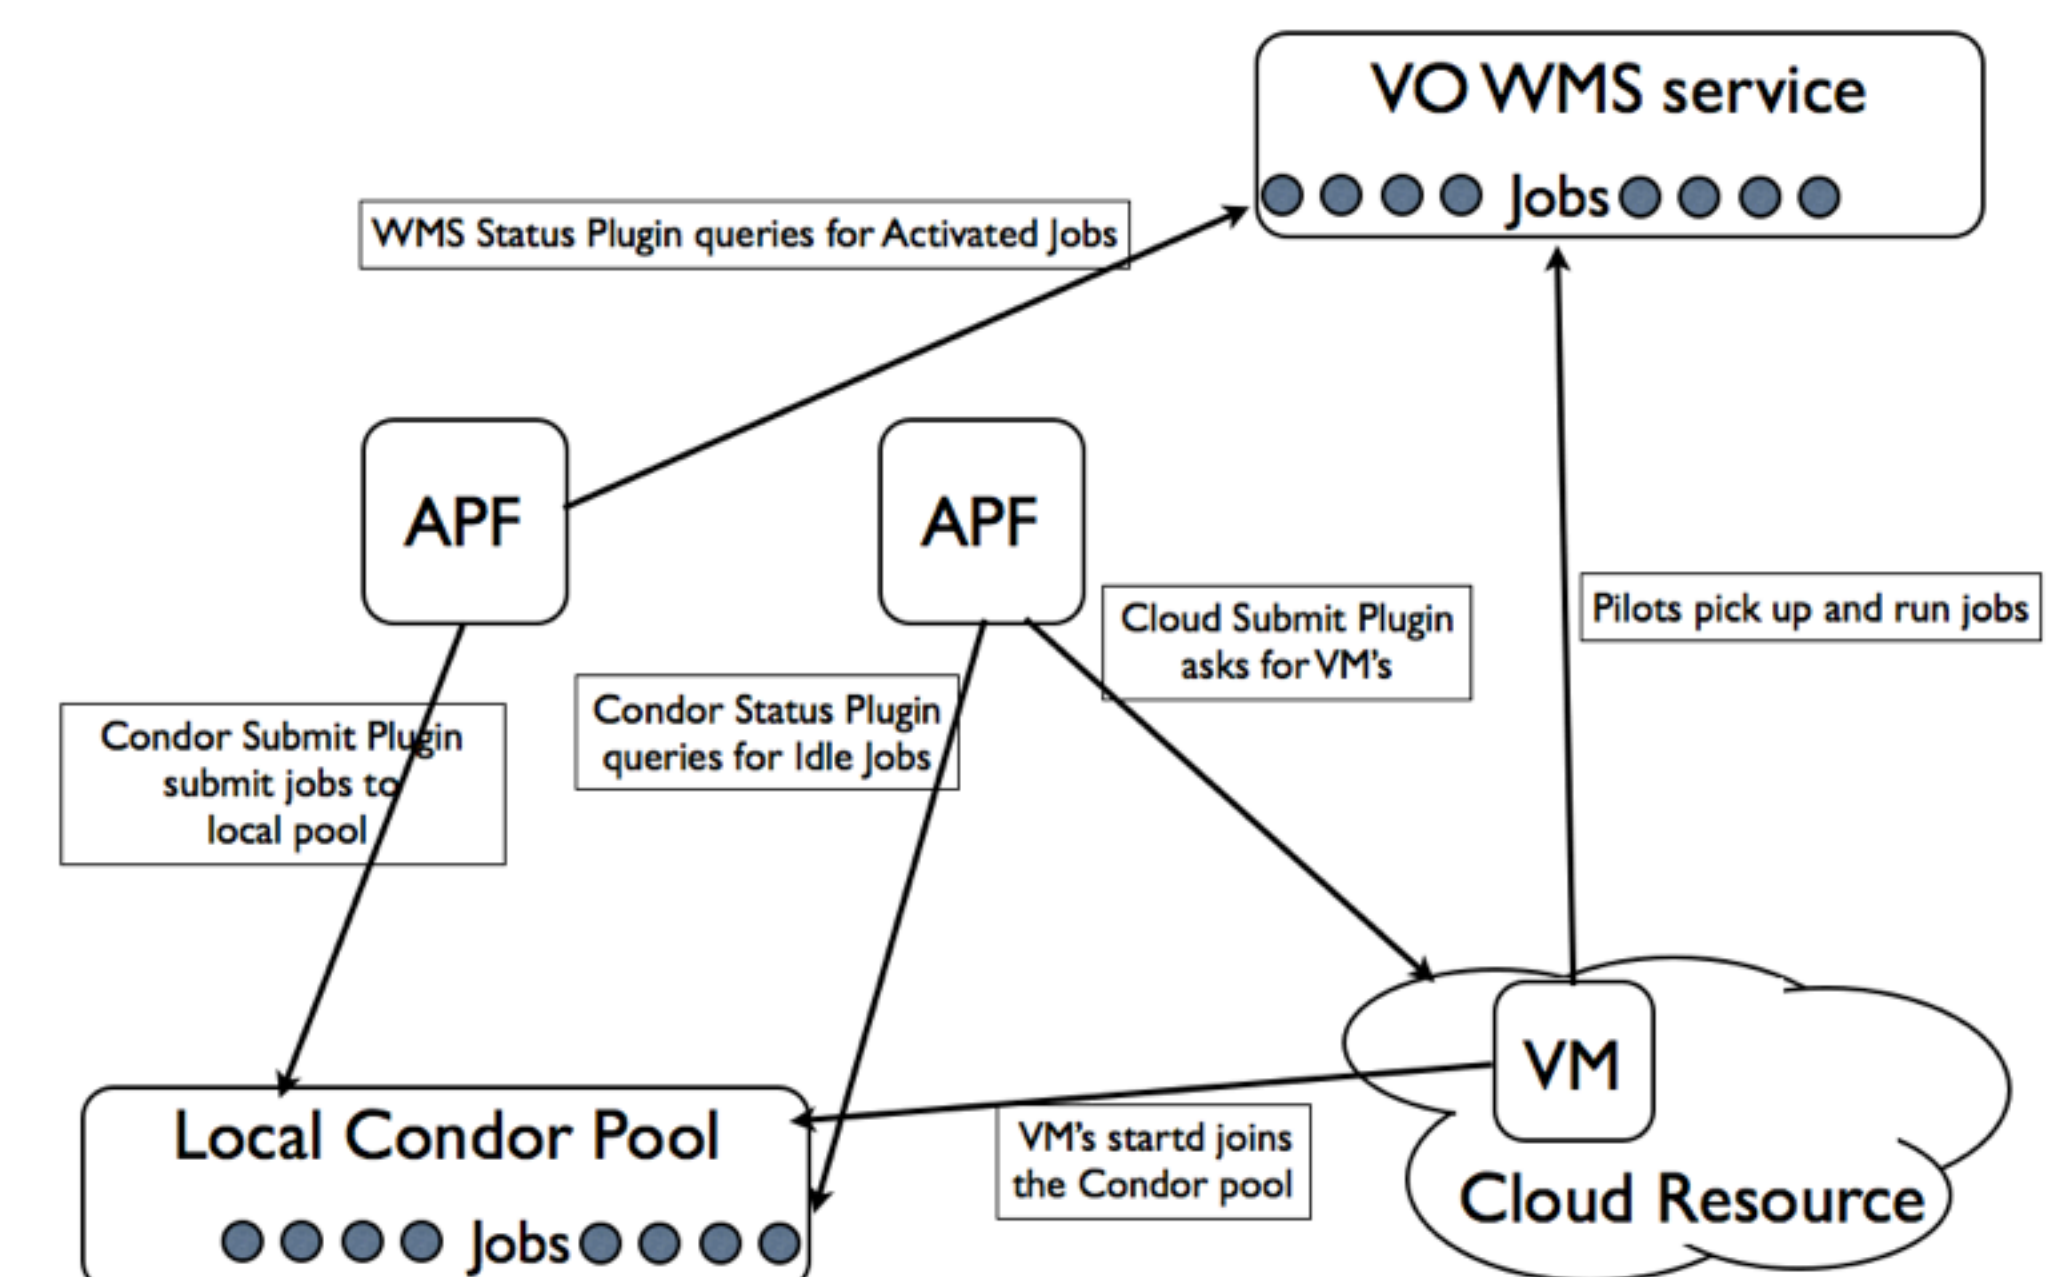 VO WMS service
Jobs
WMS Status Plugin queries for Activated Jobs
APF
APF
Cloud Submit Plugin
asks for VM's
Pilots pick up and run jobs
Condor Submit Plugin
submit jobs to
local pool
Condor Status Plugin
queries for Idle Jobs
VM
Local Condor Pool
Jobs
VM's startd joins
the Condor pool
Cloud Resource